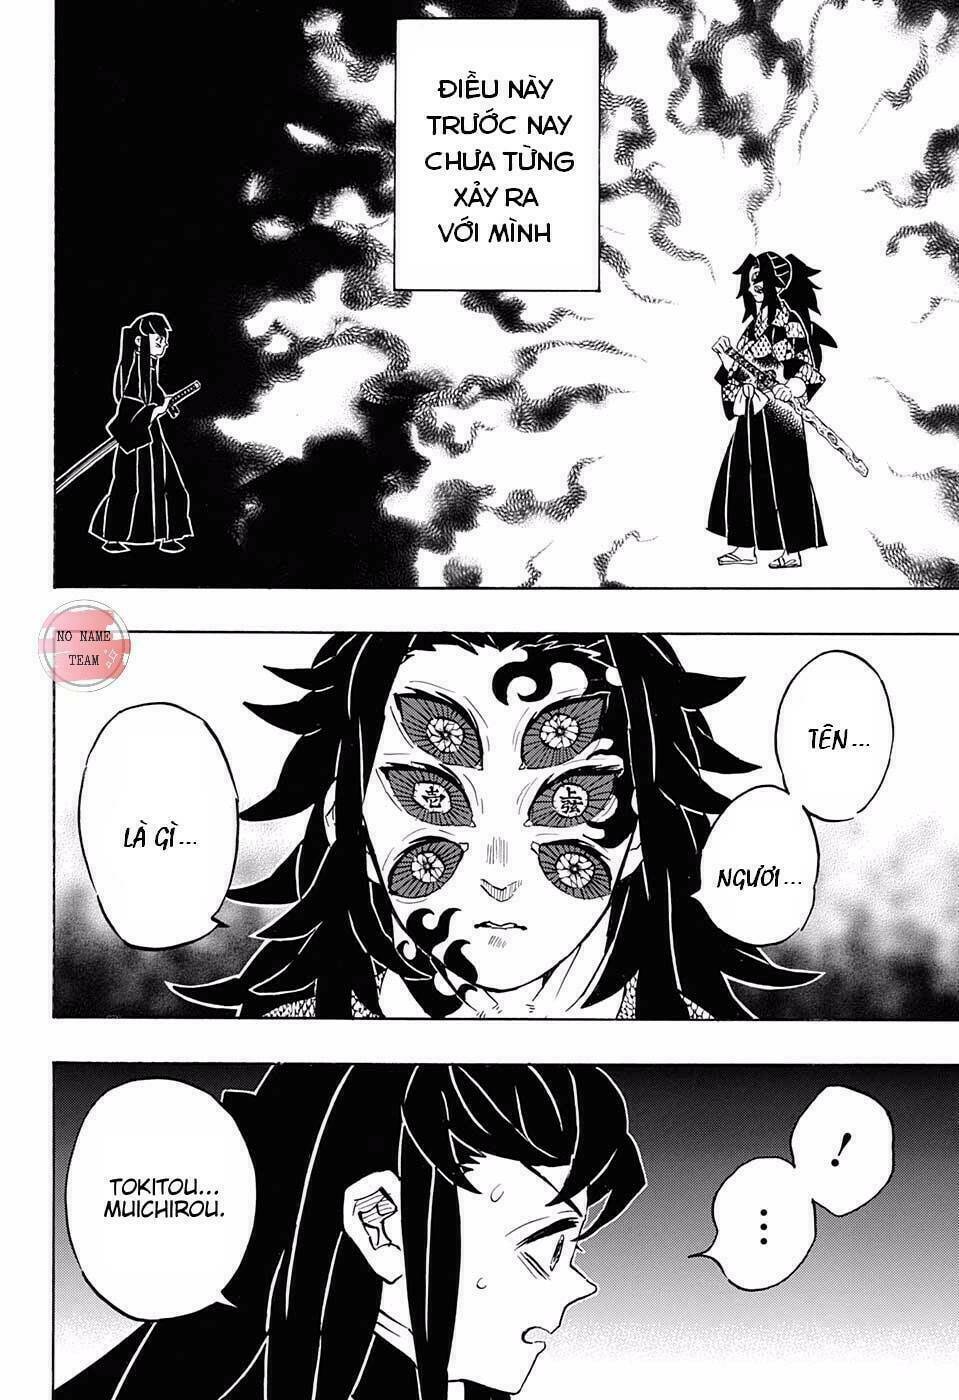 ĐIỀU NÀY
TRƯỚC NAY
CHƯA TỪNG
XẢY RA
VỚI MÌNH
NO NAME
TEAM
TÊN...
NGƯƠI...
LÀ GÌ...
上弦
壱
!
...
TOKITOU...
MUICHIROU.